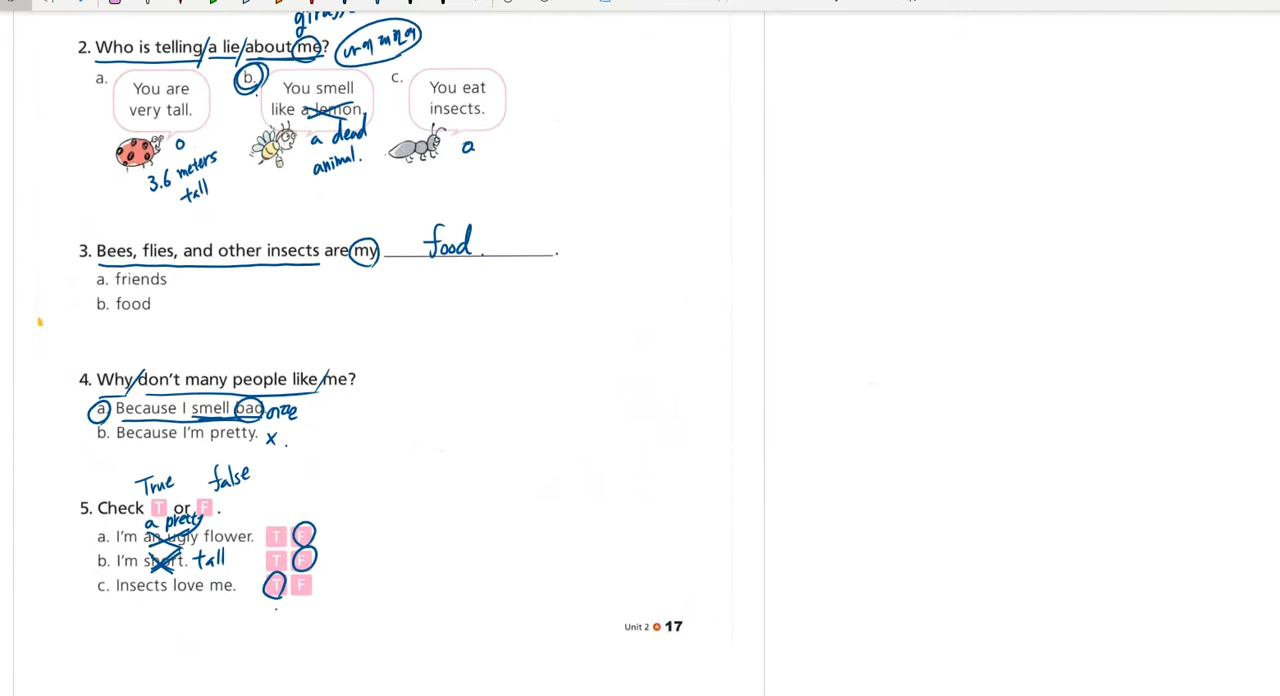 2. Who is telling/a lie/about me?
a.
You are
very tall.
o
3.6 meters
tall
b.
You smell
like a lemon.
a dead
animal.
c.
You eat
insects.
3. Bees, flies, and other insects are my food.
a. friends
b. food
4. Why/don't many people like/me?
a. Because I smell bad
b. Because I'm pretty. x.
True false
5. Check T or F.
a pretty
a. I'm an ugly flower. T F
b. I'm short. tall T F
c. Insects love me. T F
Unit 2 17